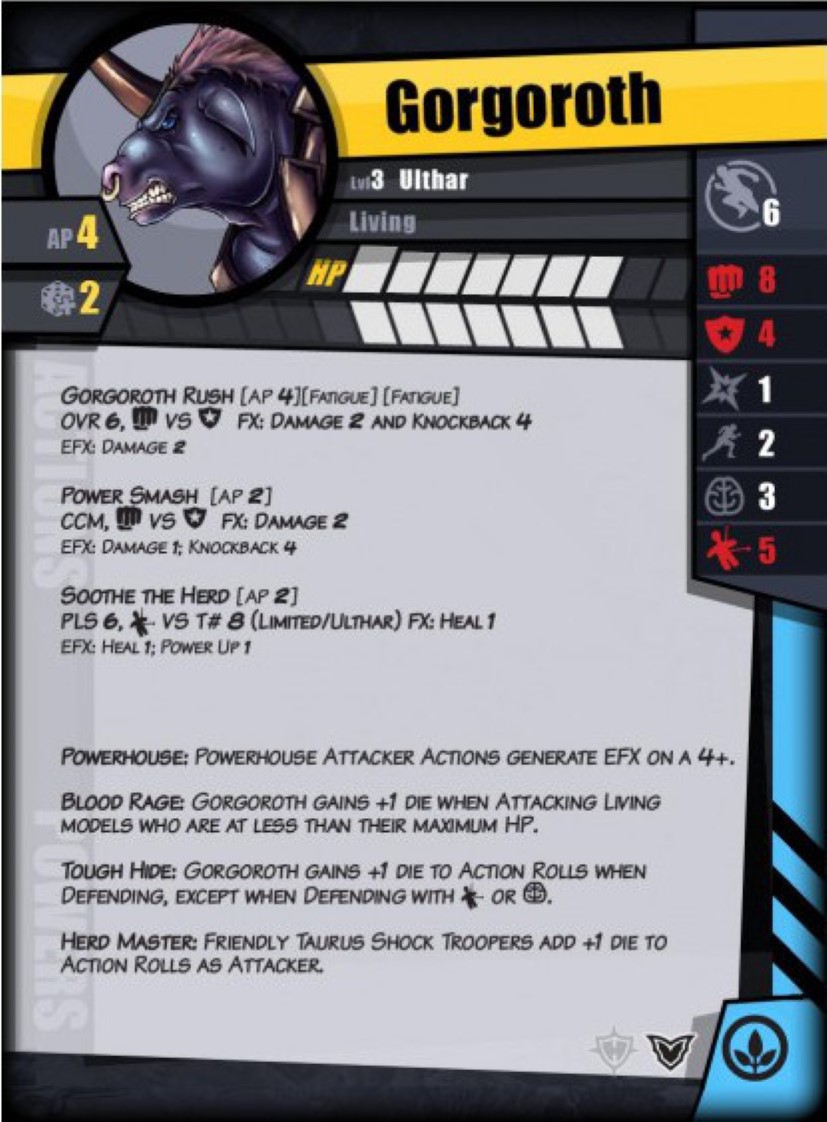 Gorgoroth
Lvl3 Ulthar
Living
AP 4
HP
2
6
8
4
1
2
3
5
ACTIONS
GORGOROTH RUSH [AP 4][FATIGUE] [FATIGUE]
OVR 6, VS FX: DAMAGE 2 AND KNOCKBACK 4
EFX: DAMAGE 2
POWER SMASH [AP 2]
CCM, VS FX: DAMAGE 2
EFX: DAMAGE 1; KNOCKBACK 4
SOOTHE THE HERD [AP 2]
PLS 6, VS T# 8 (LIMITED/ULTHAR) FX: HEAL 1
EFX: HEAL 1; POWER UP 1
POWERS
POWERHOUSE: POWERHOUSE ATTACKER ACTIONS GENERATE EFX ON A 4+.
BLOOD RAGE: GORGOROTH GAINS +1 DIE WHEN ATTACKING LIVING
MODELS WHO ARE AT LESS THAN THEIR MAXIMUM HP.
TOUGH HIDE: GORGOROTH GAINS +1 DIE TO ACTION ROLLS WHEN
DEFENDING, EXCEPT WHEN DEFENDING WITH OR .
HERD MASTER: FRIENDLY TAURUS SHOCK TROOPERS ADD +1 DIE TO
ACTION ROLLS AS ATTACKER.